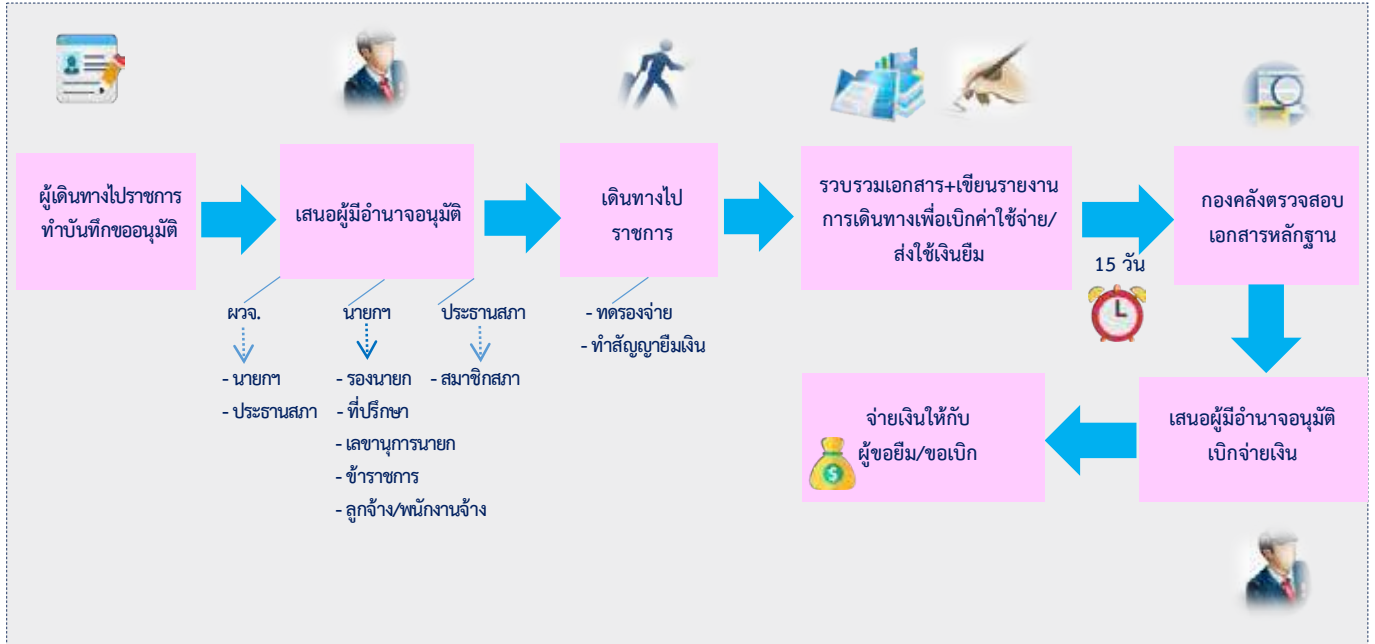 ผู้เดินทางไปราชการ
ทำบันทึกขออนุมัติ
เสนอผู้มีอำนาจอนุมัติ
เดินทางไป
ราชการ
รวบรวมเอกสาร+เขียนรายงาน
การเดินทางเพื่อเบิกค่าใช้จ่าย/
ส่งใช้เงินยืม
15 วัน
กองคลังตรวจสอบ
เอกสารหลักฐาน
ผวจ.
- นายกฯ
- ประธานสภา
นายกฯ
- รองนายก
- ที่ปรึกษา
- เลขานุการนายก
- ข้าราชการ
- ลูกจ้าง/พนักงานจ้าง
ประธานสภา
- สมาชิกสภา
- ทดรองจ่าย
- ทำสัญญายืมเงิน
เสนอผู้มีอำนาจอนุมัติ
เบิกจ่ายเงิน
จ่ายเงินให้กับ
ผู้ขอยืม/ขอเบิก